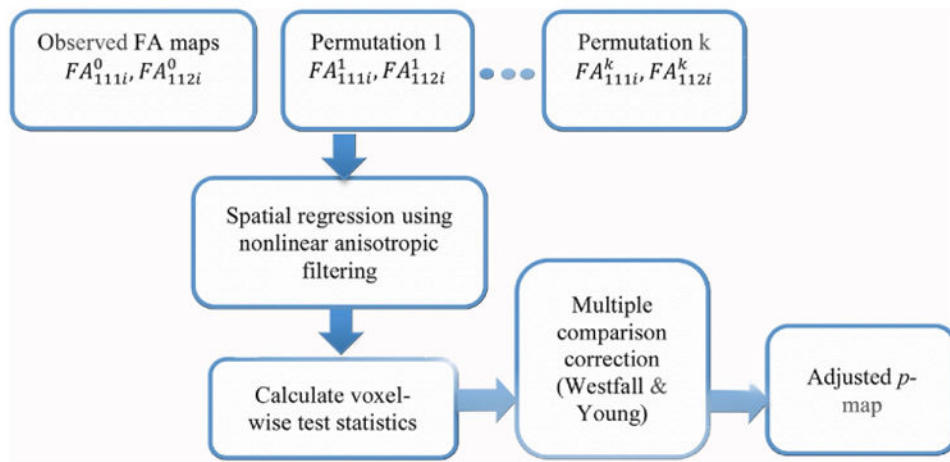 Observed FA maps
𝐹𝐴⁰₁₁₁ᵢ, 𝐹𝐴⁰₁₁₂ᵢ
Permutation 1
𝐹𝐴¹₁₁₁ᵢ, 𝐹𝐴¹₁₁₂ᵢ
Permutation k
𝐹𝐴ᵏ₁₁₁ᵢ, 𝐹𝐴ᵏ₁₁₂ᵢ
Spatial regression using
nonlinear anisotropic
filtering
Calculate voxel-
wise test statistics
Multiple
comparison
correction
(Westfall &
Young)
Adjusted p-
map